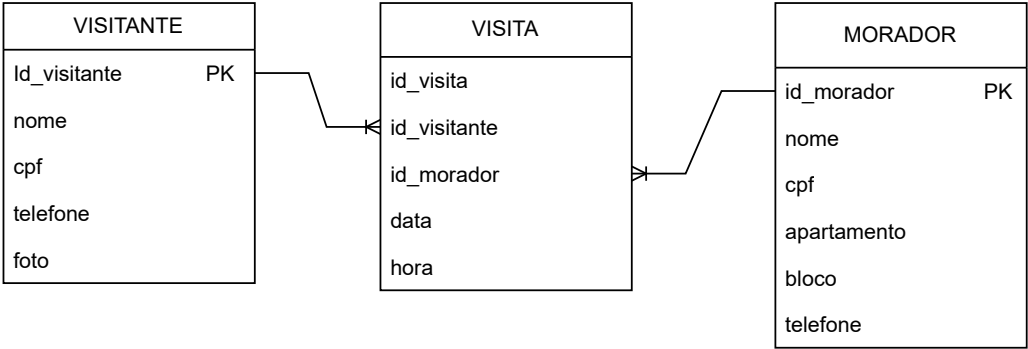 VISITANTE
Id_visitante PK
nome
cpf
telefone
foto
VISITA
id_visita
id_visitante
id_morador
data
hora
MORADOR
id_morador PK
nome
cpf
apartamento
bloco
telefone